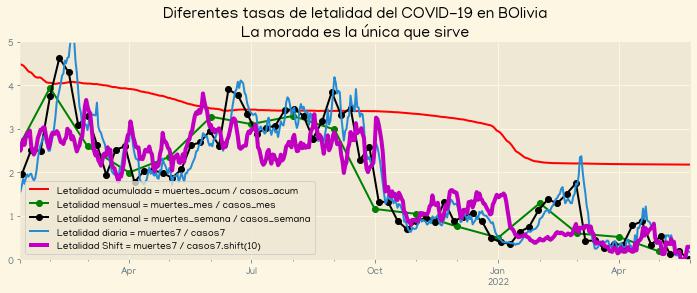 Diferentes tasas de letalidad del COVID-19 en BOlivia
La morada es la única que sirve
5
4
3
2
1
0
Letalidad acumulada = muertes_acum / casos_acum
Letalidad mensual = muertes_mes / casos_mes
Letalidad semanal = muertes_semana / casos_semana
Letalidad diaria = muertes7 / casos7
Letalidad Shift = muertes7 / casos7.shift(10)
Apr Jul Oct Jan Apr
2022